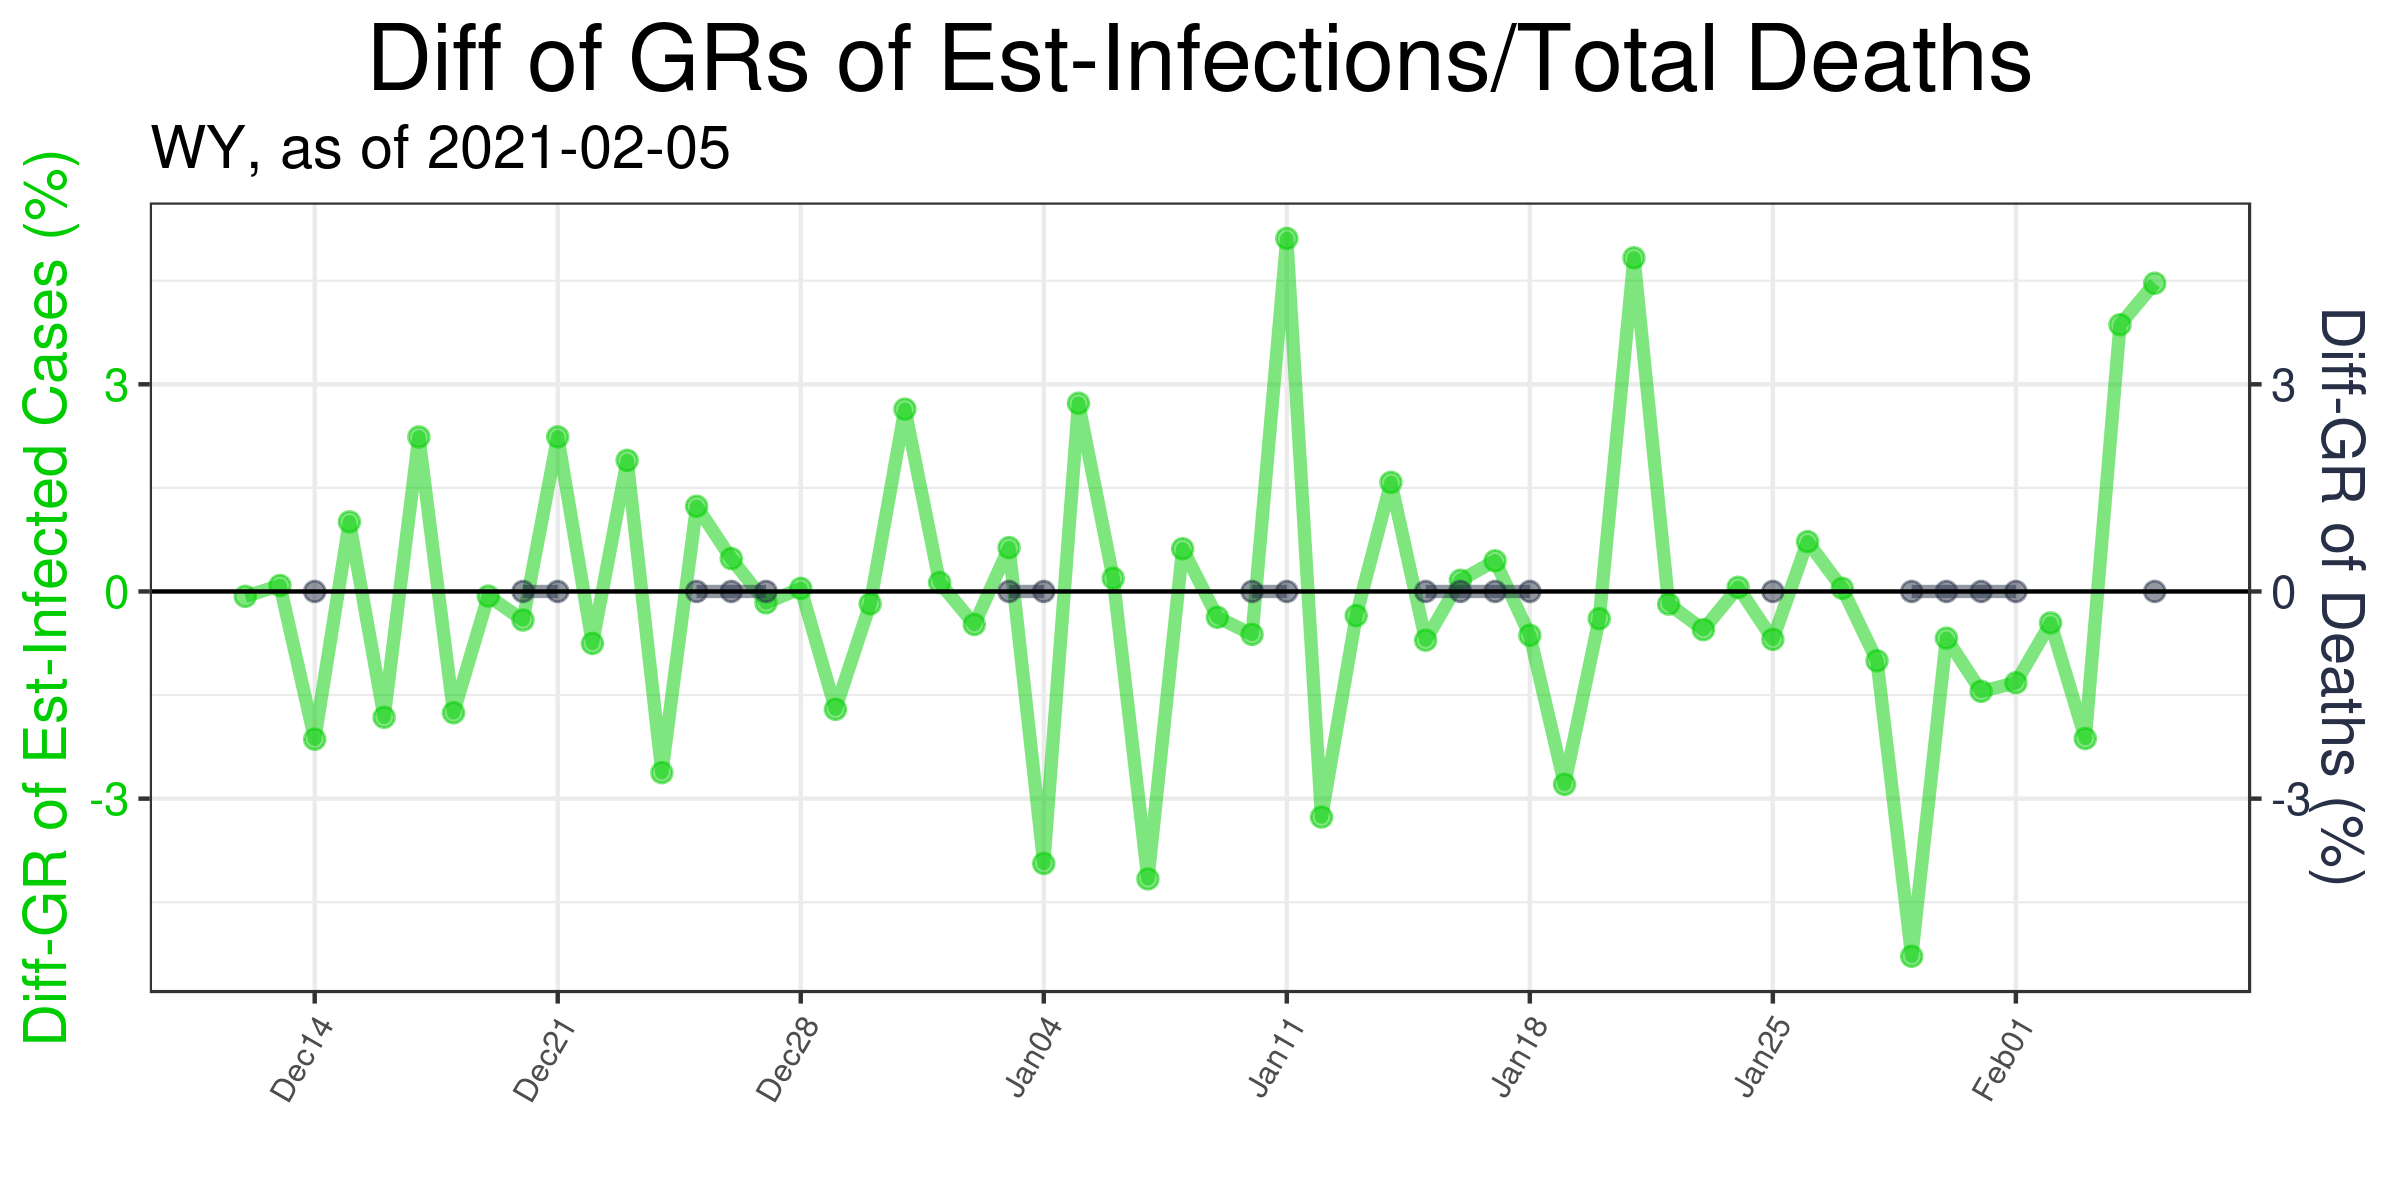 Diff of GRs of Est-Infections/Total Deaths
WY, as of 2021-02-05
Diff-GR of Est-Infected Cases (%)
3
0
-3
3
0
-3
Diff-GR of Deaths (%)
Dec14
Dec21
Dec28
Jan04
Jan11
Jan18
Jan25
Feb01